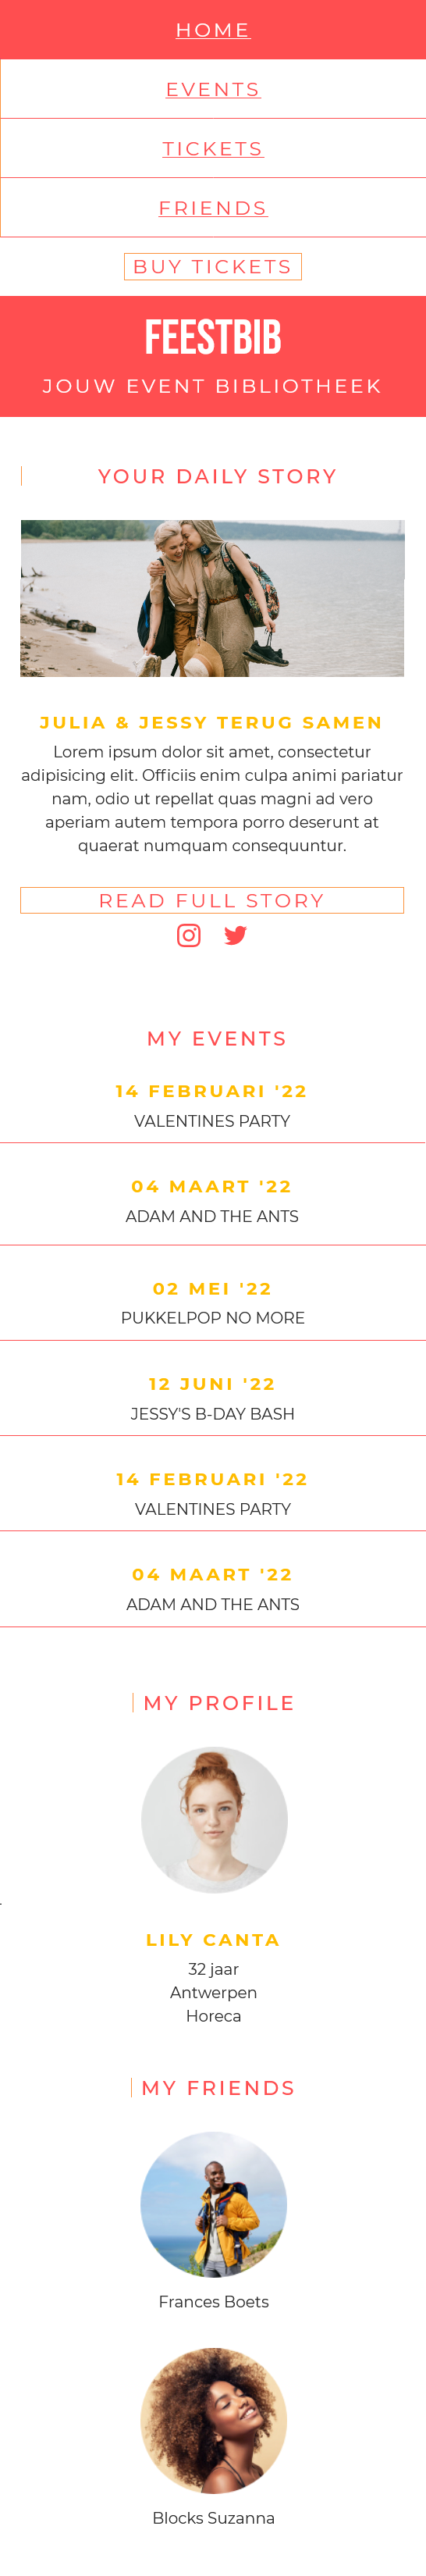 HOME
EVENTS
TICKETS
FRIENDS
BUY TICKETS
FEESTBIB
JOUW EVENT BIBLIOTHEEK
YOUR DAILY STORY
JULIA & JESSY TERUG SAMEN
Lorem ipsum dolor sit amet, consectetur
adipisicing elit. Officiis enim culpa animi pariatur
nam, odio ut repellat quas magni ad vero
aperiam autem tempora porro deserunt at
quaerat numquam consequuntur.
READ FULL STORY
MY EVENTS
14 FEBRUARI '22
VALENTINES PARTY
04 MAART '22
ADAM AND THE ANTS
02 MEI '22
PUKKELPOP NO MORE
12 JUNI '22
JESSY'S B-DAY BASH
14 FEBRUARI '22
VALENTINES PARTY
04 MAART '22
ADAM AND THE ANTS
MY PROFILE
LILY CANTA
32 jaar
Antwerpen
Horeca
MY FRIENDS
Frances Boets
Blocks Suzanna